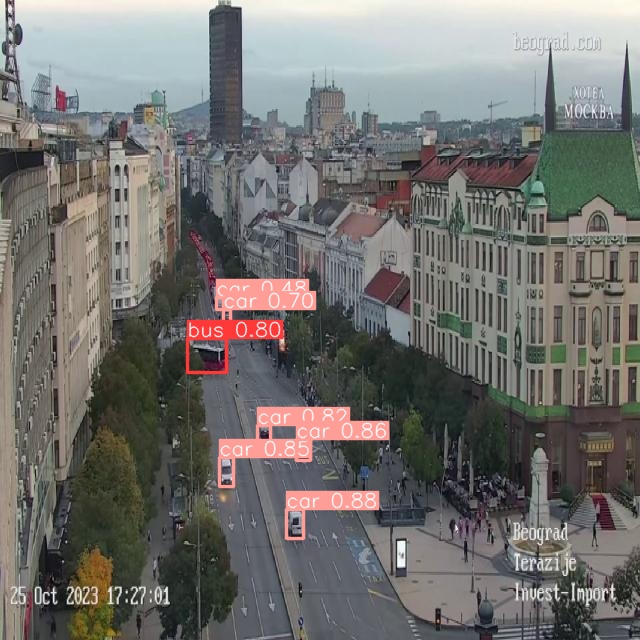 beograd.com
ХОТЕЛ
МОСКВА
car 0.48
car 0.70
bus 0.80
car 0.82
car 0.86
car 0.85
car 0.88
Beograd
Terazije
Invest-Import
25 Oct 2023 17:27:01